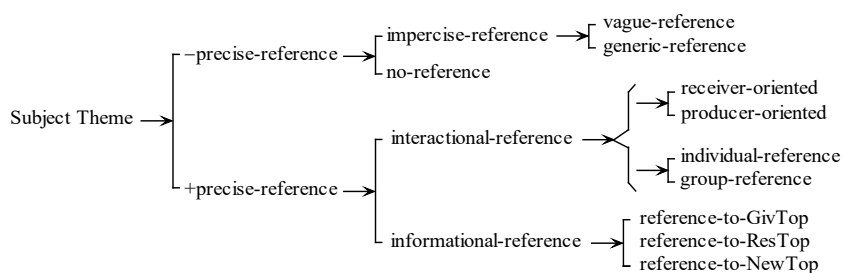 vague-reference
impercise-reference
generic-reference
−precise-reference
no-reference
receiver-oriented
producer-oriented
Subject Theme
interactional-reference
individual-reference
group-reference
+precise-reference
reference-to-GivTop
informational-reference
reference-to-ResTop
reference-to-NewTop